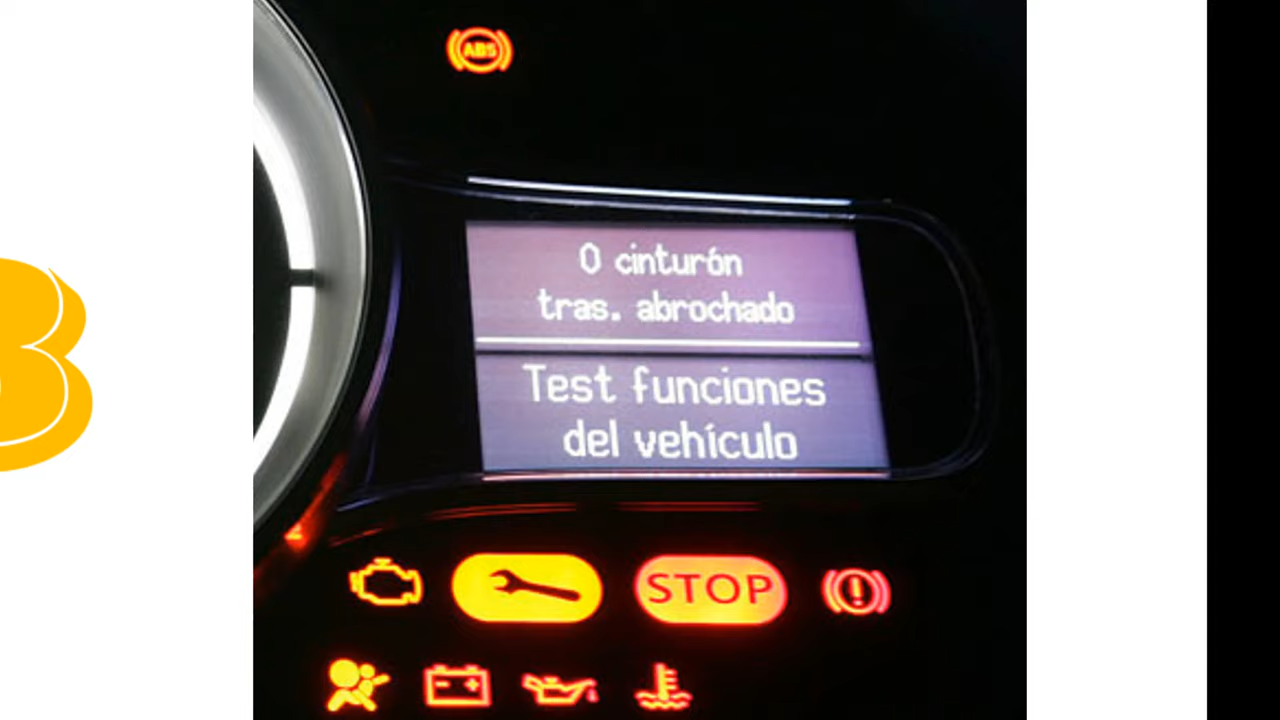 ABS
0 cinturón
tras. abrochado
Test funciones
del vehículo
STOP
B